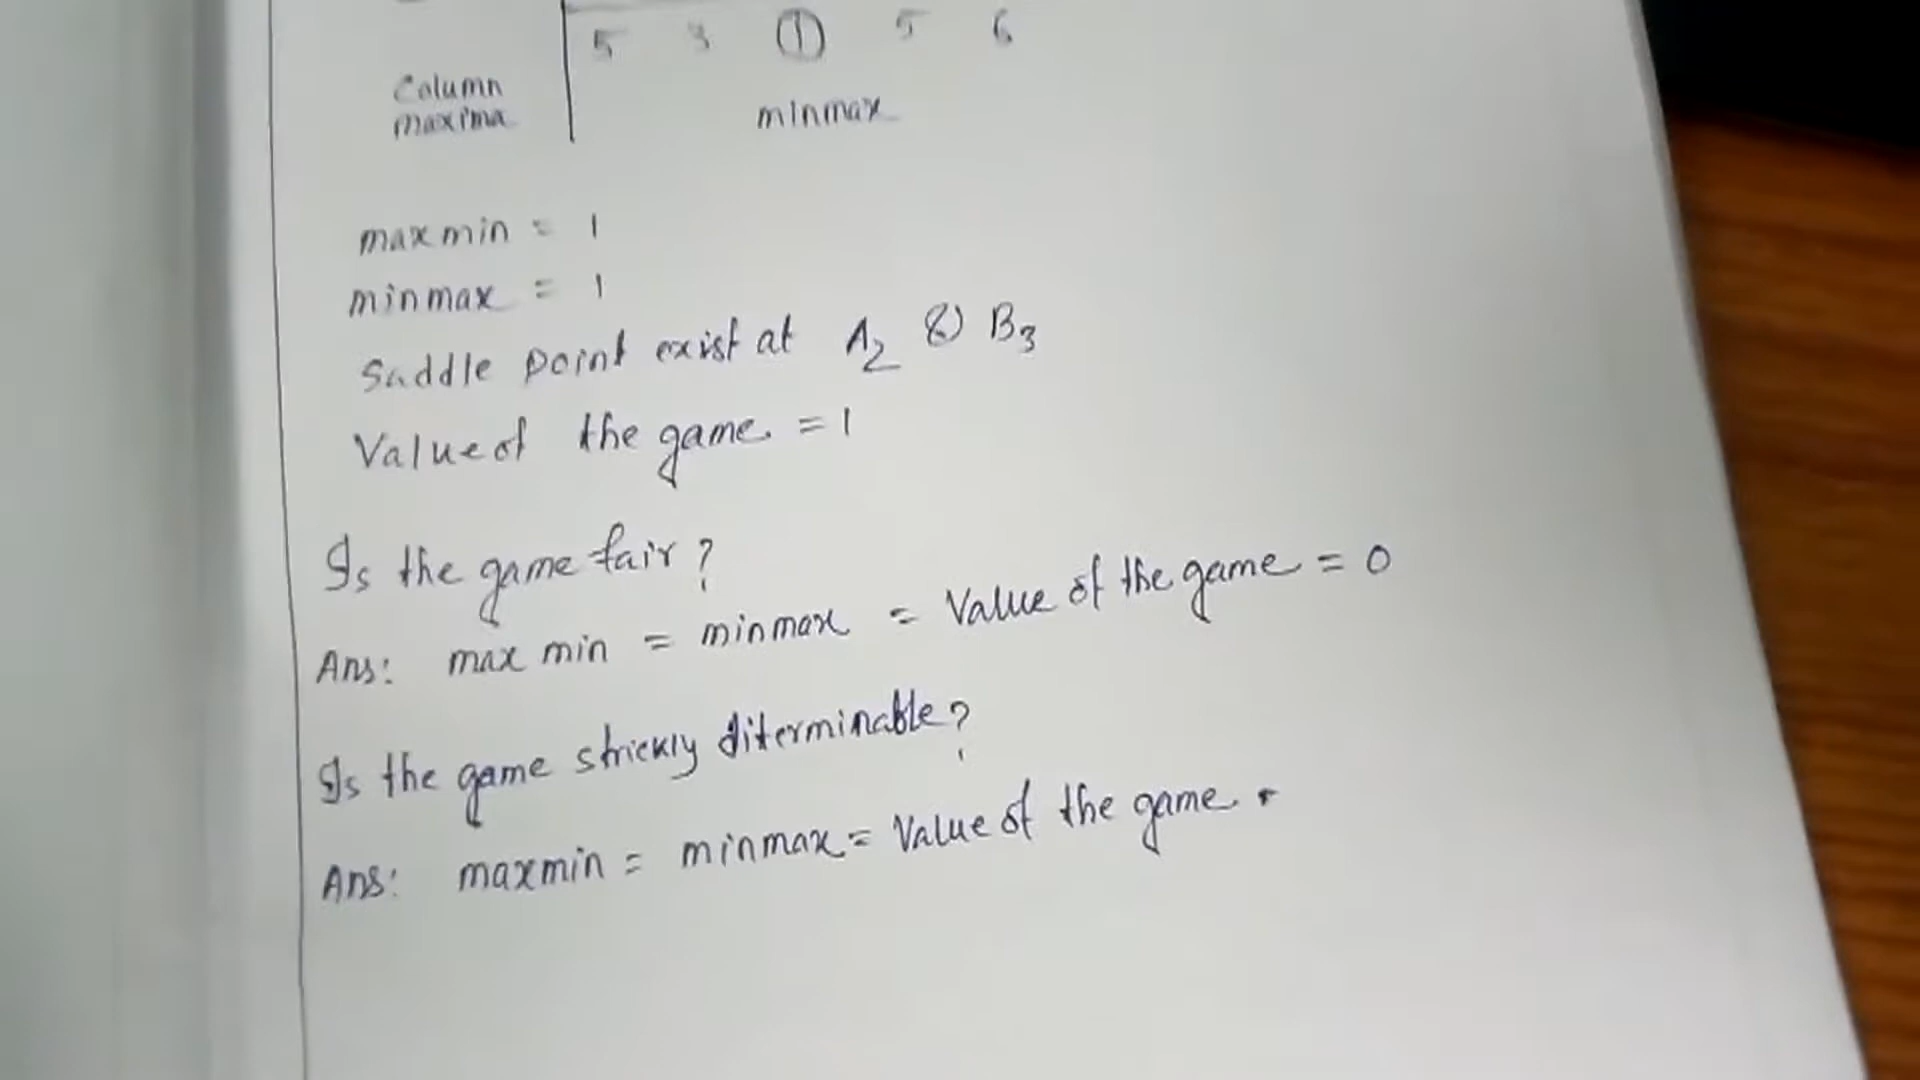 5 3 1 5 6
Column
maxima
minmax
maxmin = 1
minmax = 1
Saddle point exist at A2 & B3
Value of the game = 1
Is the game fair?
Ans: max min = minmax = Value of the game = 0
Is the game strickly diterminable?
Ans: maxmin = minmax = Value of the game.